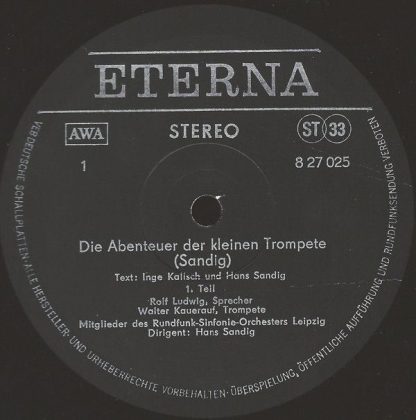 ETERNA
AWA
STEREO
ST 33
1
8 27 025
Die Abenteuer der kleinen Trompete
(Sandig)
Text: Inge Kalisch und Hans Sandig
1. Teil
Rolf Ludwig, Sprecher
Walter Kauerauf, Trompete
Mitglieder des Rundfunk-Sinfonie-Orchesters Leipzig
Dirigent: Hans Sandig
VEB DEUTSCHE SCHALLPLATTEN · ALLE HERSTELLER- UND URHEBERRECHTE VORBEHALTEN · ÜBERSPIELUNG, ÖFFENTLICHE AUFFÜHRUNG UND RUNDFUNKSENDUNG VERBOTEN